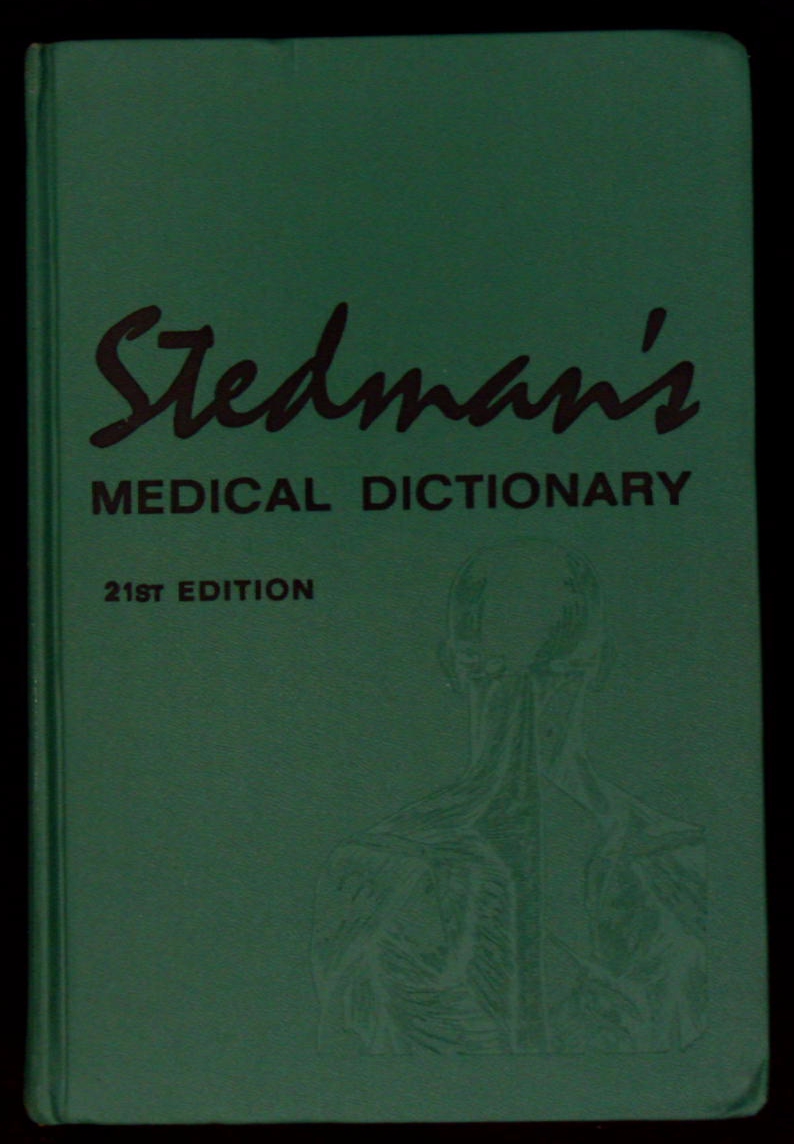 Stedman's
MEDICAL DICTIONARY
21ST EDITION